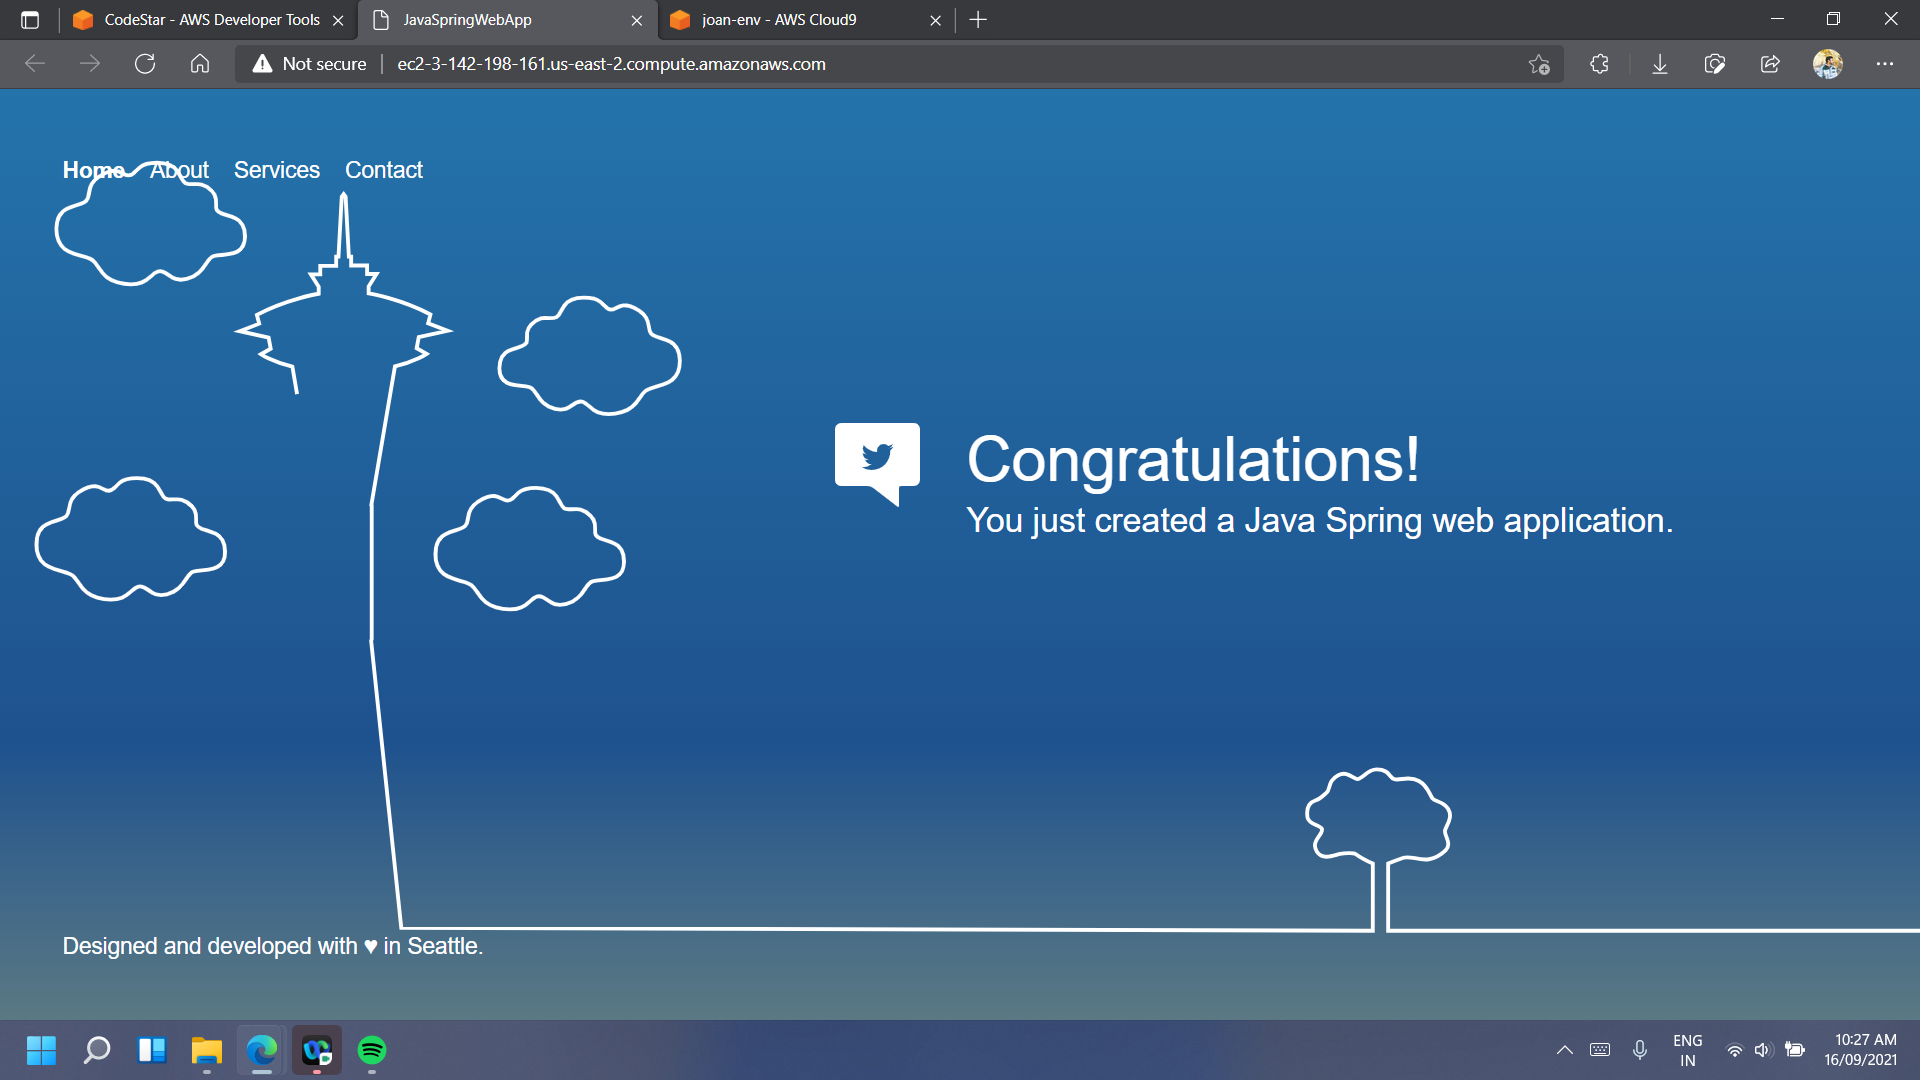 CodeStar - AWS Developer Tools
JavaSpringWebApp
joan-env - AWS Cloud9
Not secure
ec2-3-142-198-161.us-east-2.compute.amazonaws.com
Home About Services Contact
Congratulations!
You just created a Java Spring web application.
Designed and developed with ♥ in Seattle.
ENG
IN
10:27 AM
16/09/2021